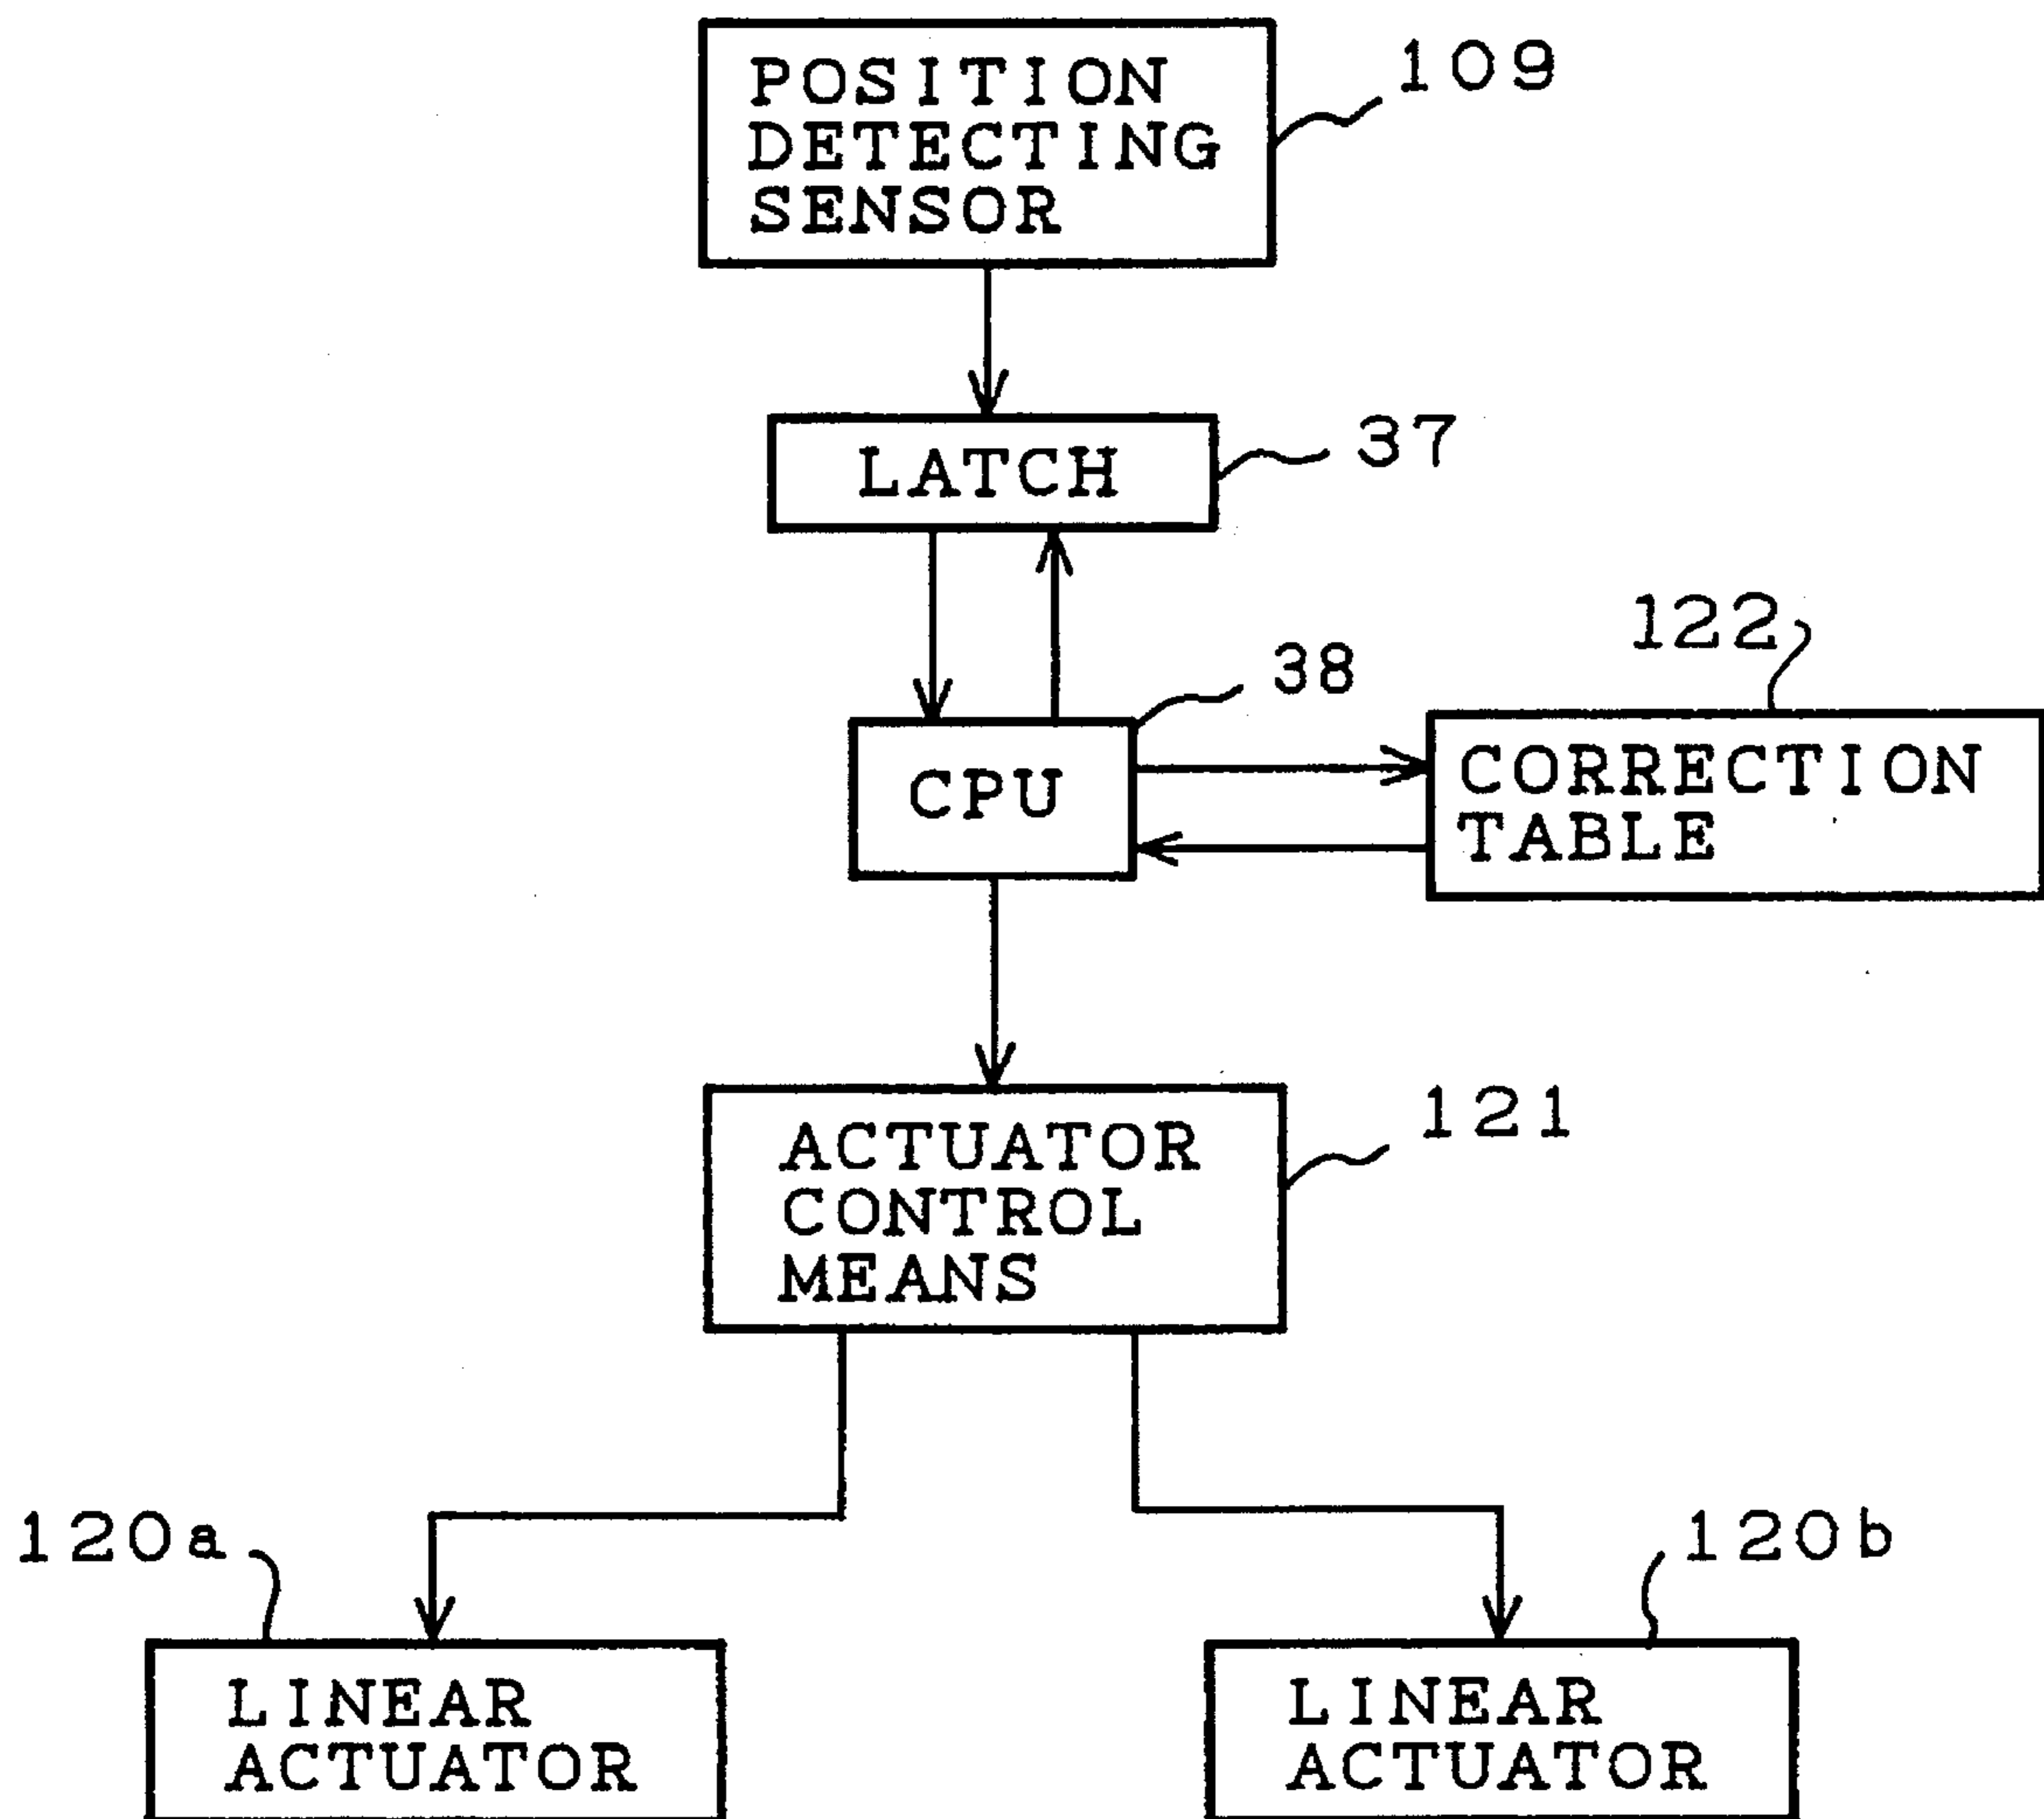 POSITION
DETECTING
SENSOR
109
LATCH
37
38
122
CPU
CORRECTION
TABLE
ACTUATOR
CONTROL
MEANS
121
120a
120b
LINEAR
ACTUATOR
LINEAR
ACTUATOR